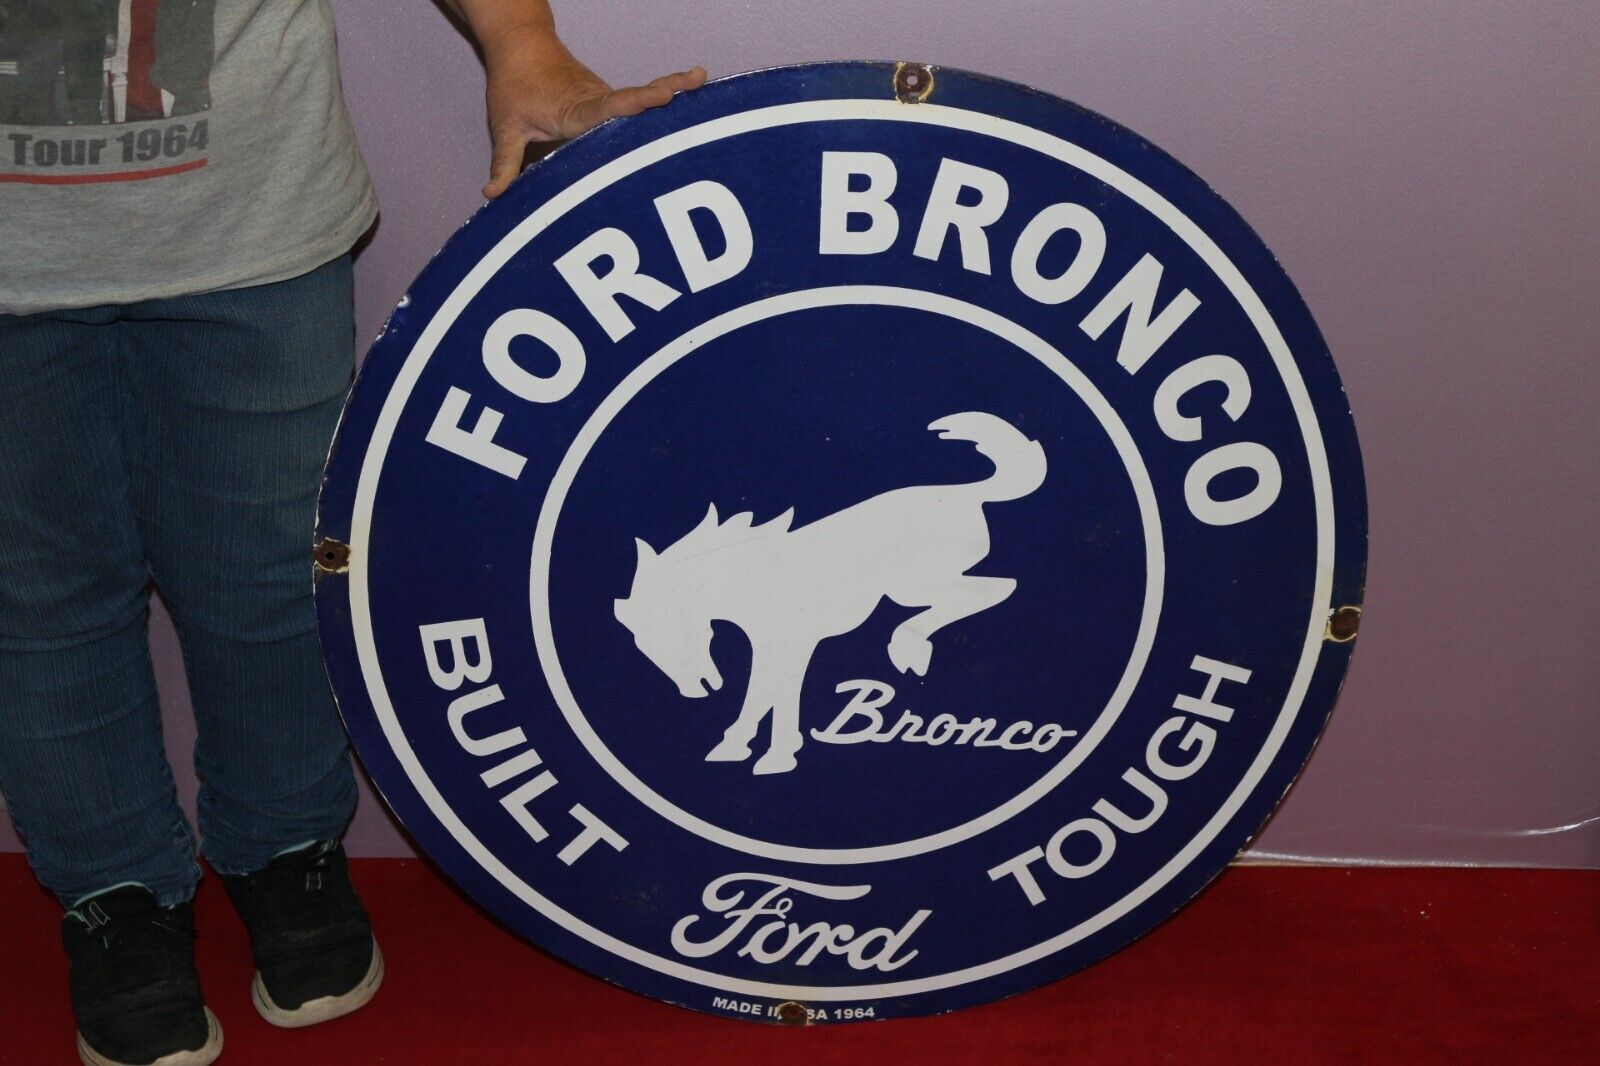 Tour 1964
FORD BRONCO
Bronco
BUILT
Ford
TOUGH
MADE IN USA 1964